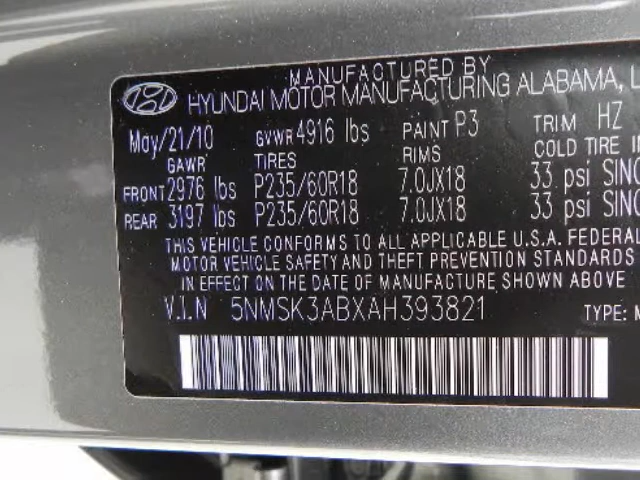 MANUFACTURED BY
HYUNDAI MOTOR MANUFACTURING ALABAMA,
May/21/10 GVWR 4916 lbs PAINT P3 TRIM HZ
GAWR TIRES RIMS COLD TIRE
FRONT 2976 lbs P235/60R18 7.0JX18 33 psi
REAR 3197 lbs P235/60R18 7.0JX18 33 psi
THIS VEHICLE CONFORMS TO ALL APPLICABLE U.S.A. FEDERAL
MOTOR VEHICLE SAFETY AND THEFT PREVENTION STANDARDS
IN EFFECT ON THE DATE OF MANUFACTURE SHOWN ABOVE
V.I.N 5NMSK3ABXAH393821 TYPE: